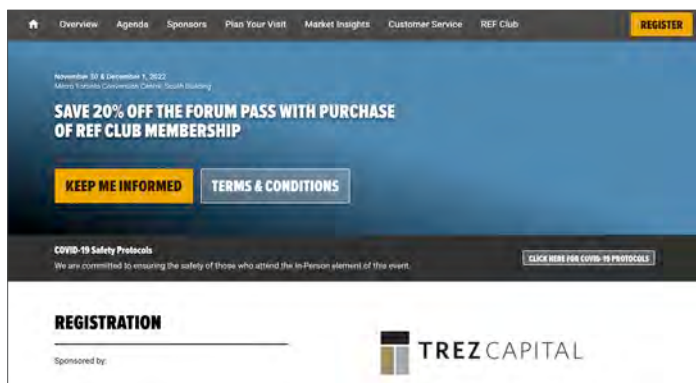 Overview Agenda Sponsors Plan Your Visit Market Insights Customer Service REF Club REGISTER
November 30 & December 1, 2022
Metro Toronto Convention Centre, South Building
SAVE 20% OFF THE FORUM PASS WITH PURCHASE
OF REF CLUB MEMBERSHIP
KEEP ME INFORMED TERMS & CONDITIONS
COVID-19 Safety Protocols
We are committed to ensuring the safety of those who attend the In-Person element of this event.
CLICK HERE FOR COVID-19 PROTOCOLS
REGISTRATION
Sponsored by:
TREZ CAPITAL